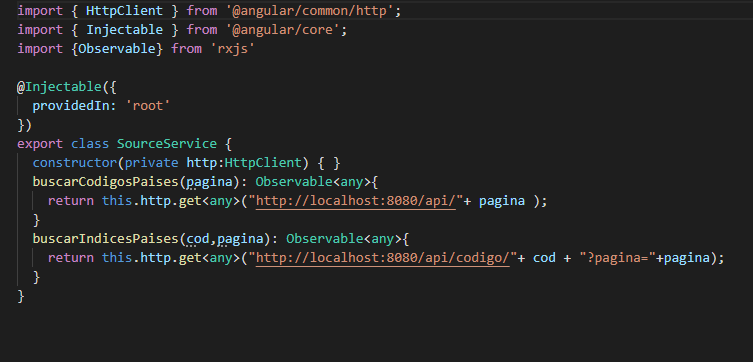 import { HttpClient } from '@angular/common/http';
import { Injectable } from '@angular/core';
import {Observable} from 'rxjs'
@Injectable({
providedIn: 'root'
})
export class SourceService {
constructor(private http:HttpClient) { }
buscarCodigosPaises(pagina): Observable<any>{
return this.http.get<any>("http://localhost:8080/api/"+ pagina );
}
buscarIndicesPaises(cod,pagina): Observable<any>{
return this.http.get<any>("http://localhost:8080/api/codigo/"+ cod + "?pagina="+pagina);
}
}